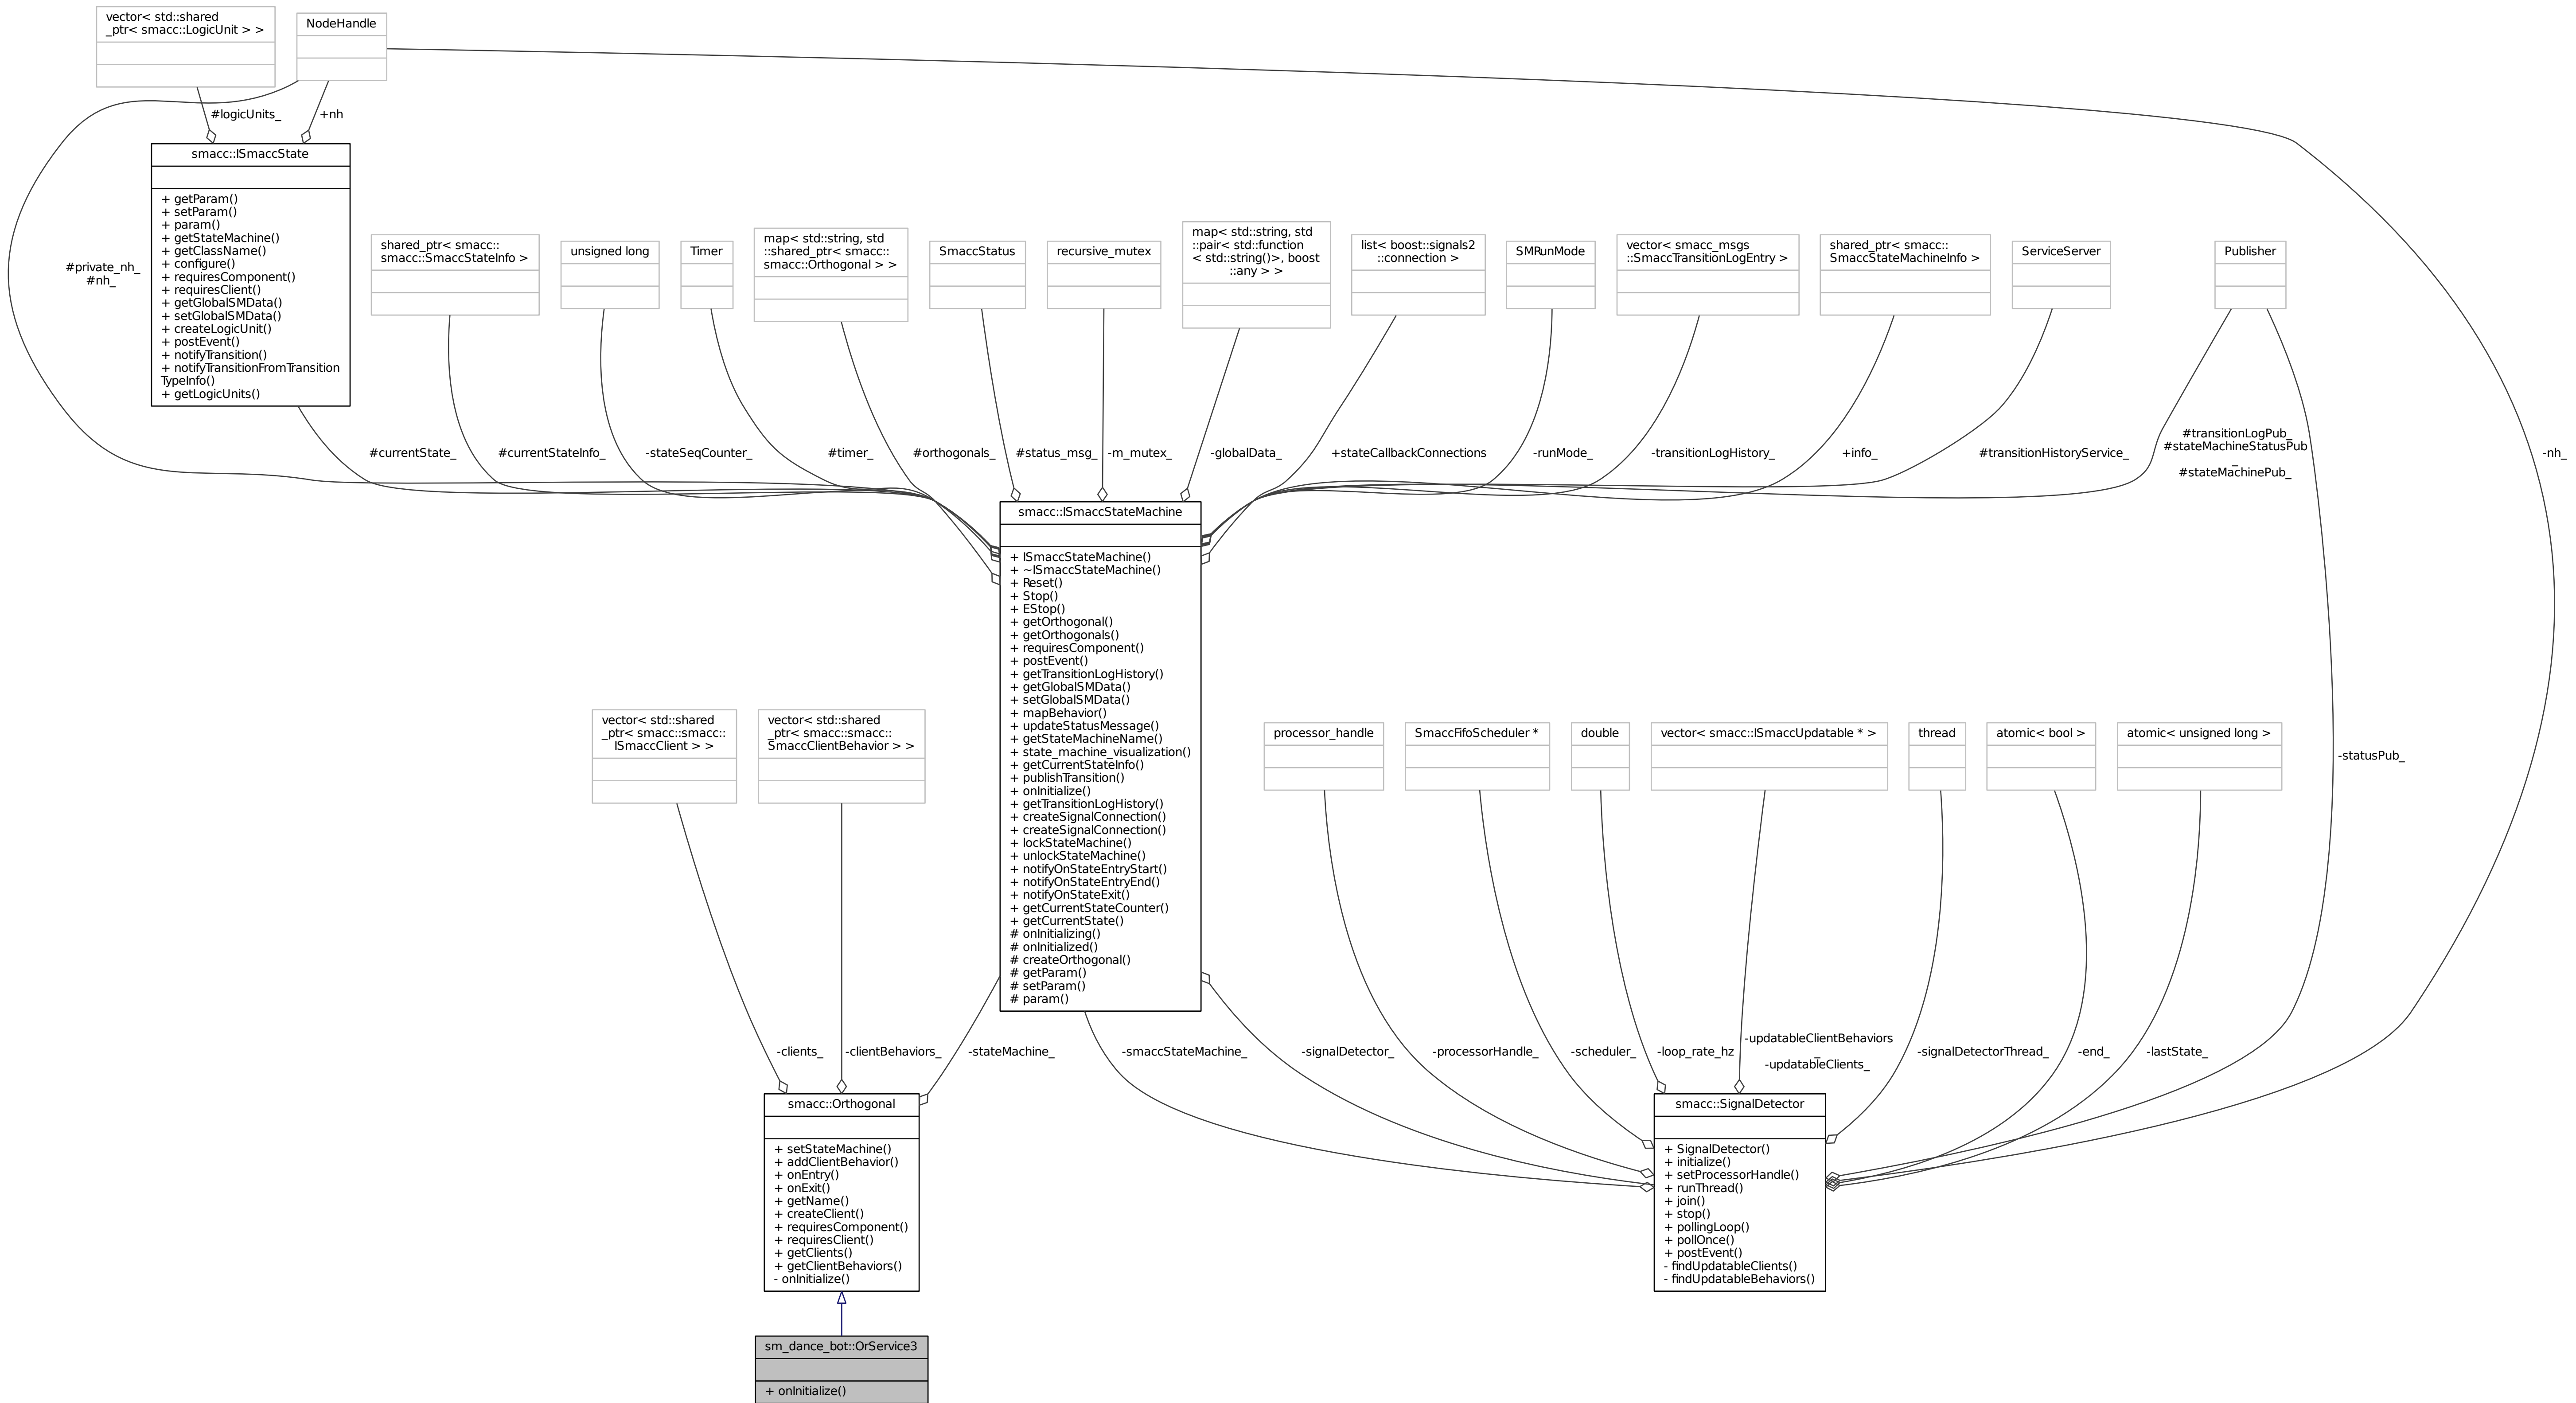 vector< std::shared
_ptr< smacc::LogicUnit > >
NodeHandle
#logicUnits_
+nh
smacc::ISmaccState
+ getParam()
+ setParam()
+ param()
+ getStateMachine()
+ getClassName()
+ configure()
+ requiresComponent()
+ requiresClient()
+ getGlobalSMData()
+ setGlobalSMData()
+ createLogicUnit()
+ postEvent()
+ notifyTransition()
+ notifyTransitionFromTransition
TypeInfo()
+ getLogicUnits()
#private_nh_
#nh_
shared_ptr< smacc::
smacc::SmaccStateInfo >
unsigned long
Timer
map< std::string, std
::shared_ptr< smacc::
smacc::Orthogonal > >
SmaccStatus
recursive_mutex
map< std::string, std
::pair< std::function
< std::string()>, boost
::any > >
list< boost::signals2
::connection >
SMRunMode
vector< smacc_msgs
::SmaccTransitionLogEntry >
shared_ptr< smacc::
SmaccStateMachineInfo >
ServiceServer
Publisher
#currentState_
#currentStateInfo_
-stateSeqCounter_
#timer_
#orthogonals_
#status_msg_
-m_mutex_
-globalData_
+stateCallbackConnections
-runMode_
-transitionLogHistory_
+info_
#transitionHistoryService_
#transitionLogPub_
#stateMachineStatusPub
_
#stateMachinePub_
-nh_
smacc::ISmaccStateMachine
+ ISmaccStateMachine()
+ ~ISmaccStateMachine()
+ Reset()
+ Stop()
+ EStop()
+ getOrthogonal()
+ getOrthogonals()
+ requiresComponent()
+ postEvent()
+ getTransitionLogHistory()
+ getGlobalSMData()
+ setGlobalSMData()
+ mapBehavior()
+ updateStatusMessage()
+ getStateMachineName()
+ state_machine_visualization()
+ getCurrentStateInfo()
+ publishTransition()
+ onInitialize()
+ getTransitionLogHistory()
+ createSignalConnection()
+ createSignalConnection()
+ lockStateMachine()
+ unlockStateMachine()
+ notifyOnStateEntryStart()
+ notifyOnStateEntryEnd()
+ notifyOnStateExit()
+ getCurrentStateCounter()
+ getCurrentState()
# onInitializing()
# onInitialized()
# createOrthogonal()
# getParam()
# setParam()
# param()
vector< std::shared
_ptr< smacc::smacc::
ISmaccClient > >
vector< std::shared
_ptr< smacc::smacc::
SmaccClientBehavior > >
processor_handle
SmaccFifoScheduler *
double
vector< smacc::ISmaccUpdatable * >
thread
atomic< bool >
atomic< unsigned long >
-statusPub_
-clients_
-clientBehaviors_
-stateMachine_
-smaccStateMachine_
-signalDetector_
-processorHandle_
-scheduler_
-loop_rate_hz
-updatableClientBehaviors
_
-updatableClients_
-signalDetectorThread_
-end_
-lastState_
smacc::Orthogonal
+ setStateMachine()
+ addClientBehavior()
+ onEntry()
+ onExit()
+ getName()
+ createClient()
+ requiresComponent()
+ requiresClient()
+ getClients()
+ getClientBehaviors()
- onInitialize()
smacc::SignalDetector
+ SignalDetector()
+ initialize()
+ setProcessorHandle()
+ runThread()
+ join()
+ stop()
+ pollingLoop()
+ pollOnce()
+ postEvent()
- findUpdatableClients()
- findUpdatableBehaviors()
sm_dance_bot::OrService3
+ onInitialize()